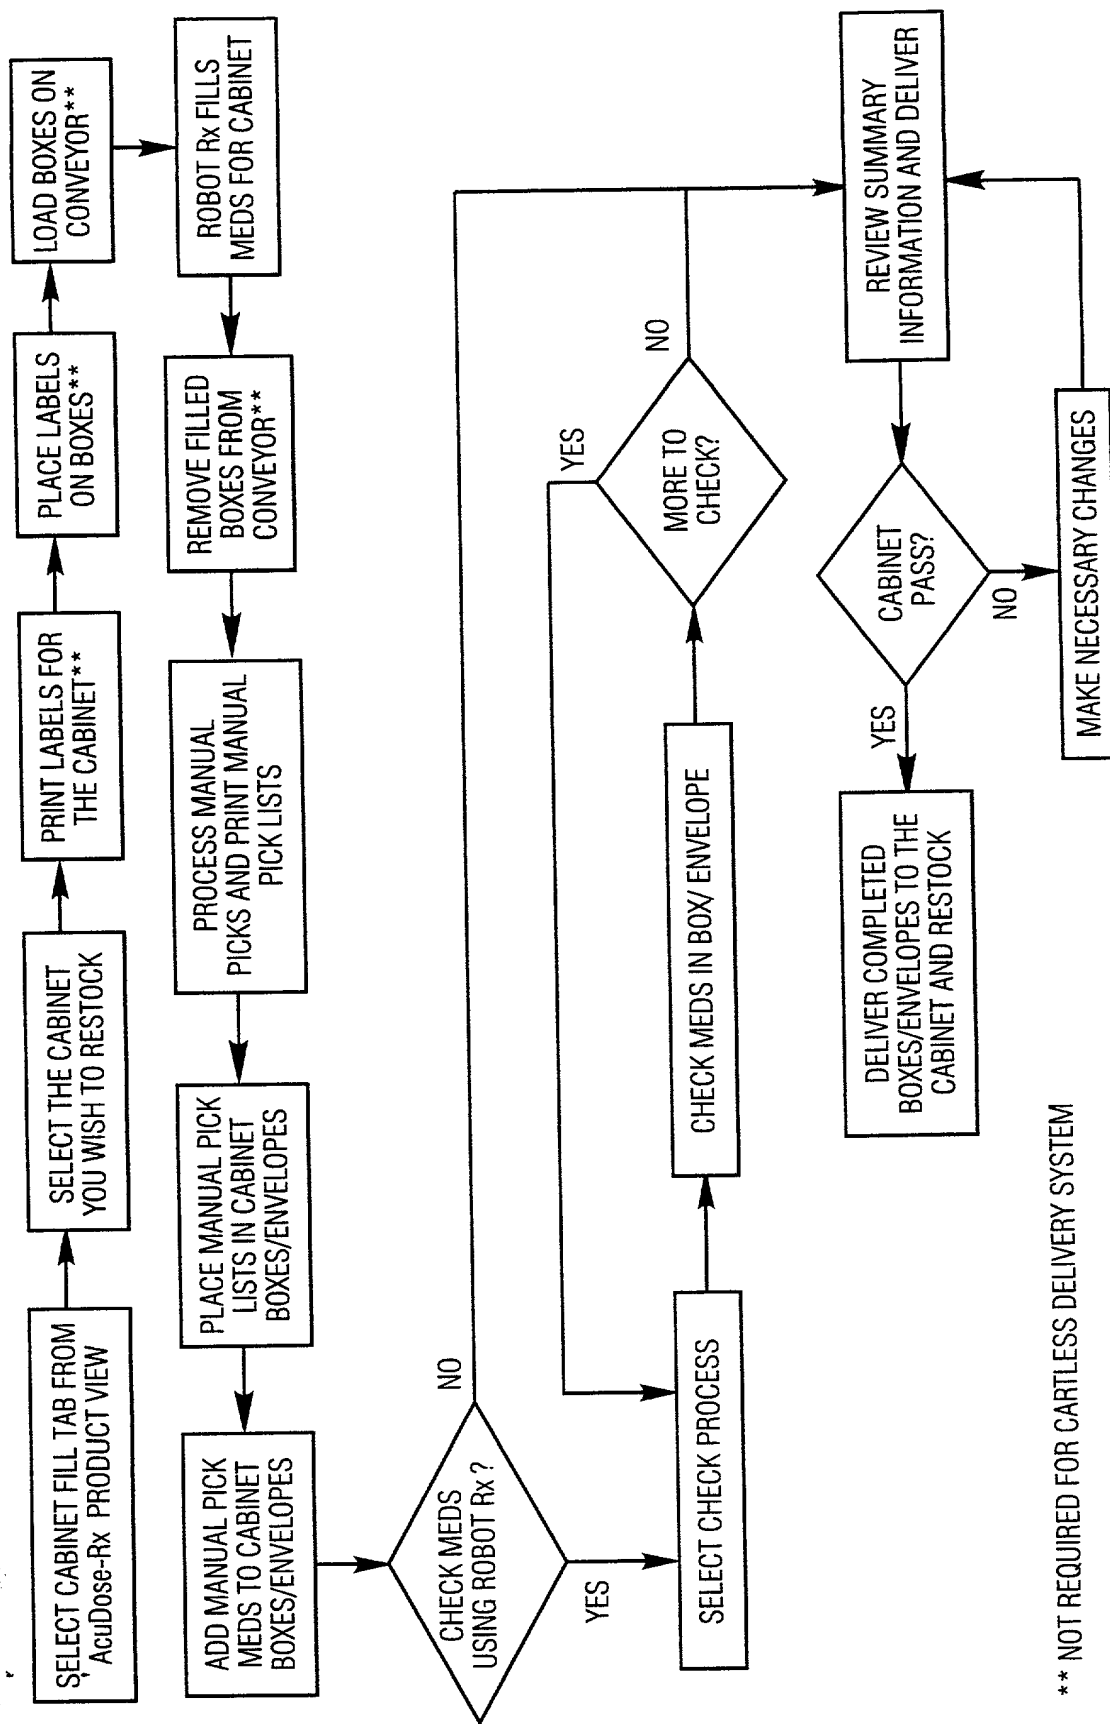 SELECT CABINET FILL TAB FROM
AcuDose-Rx PRODUCT VIEW
SELECT THE CABINET
YOU WISH TO RESTOCK
PRINT LABELS FOR
THE CABINET**
PLACE LABELS
ON BOXES**
LOAD BOXES ON
CONVEYOR**
ROBOT Rx FILLS
MEDS FOR CABINET
REMOVE FILLED
BOXES FROM
CONVEYOR**
PROCESS MANUAL
PICKS AND PRINT MANUAL
PICK LISTS
PLACE MANUAL PICK
LISTS IN CABINET
BOXES/ENVELOPES
ADD MANUAL PICK
MEDS TO CABINET
BOXES/ENVELOPES
CHECK MEDS
USING ROBOT Rx?
NO
YES
SELECT CHECK PROCESS
CHECK MEDS IN BOX/ ENVELOPE
MORE TO
CHECK?
YES
NO
REVIEW SUMMARY
INFORMATION AND DELIVER
CABINET
PASS?
YES
NO
MAKE NECESSARY CHANGES
DELIVER COMPLETED
BOXES/ENVELOPES TO THE
CABINET AND RESTOCK
** NOT REQUIRED FOR CARTLESS DELIVERY SYSTEM